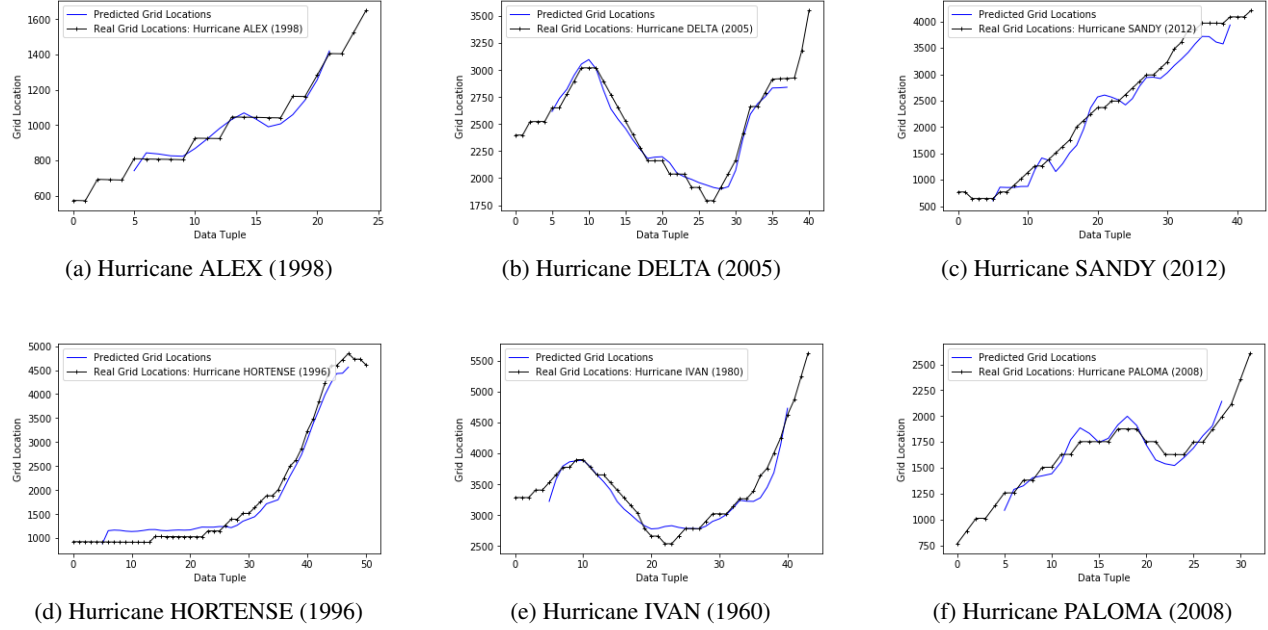 Predicted Grid Locations
Real Grid Locations: Hurricane ALEX (1998)
Grid Location
1600
1400
1200
1000
800
600
0 5 10 15 20 25
Data Tuple
(a) Hurricane ALEX (1998)
Predicted Grid Locations
Real Grid Locations: Hurricane DELTA (2005)
Grid Location
3500
3250
3000
2750
2500
2250
2000
1750
0 5 10 15 20 25 30 35 40
Data Tuple
(b) Hurricane DELTA (2005)
Predicted Grid Locations
Real Grid Locations: Hurricane SANDY (2012)
Grid Location
4000
3500
3000
2500
2000
1500
1000
500
0 10 20 30 40
Data Tuple
(c) Hurricane SANDY (2012)
Predicted Grid Locations
Real Grid Locations: Hurricane HORTENSE (1996)
Grid Location
5000
4500
4000
3500
3000
2500
2000
1500
1000
0 10 20 30 40 50
Data Tuple
(d) Hurricane HORTENSE (1996)
Predicted Grid Locations
Real Grid Locations: Hurricane IVAN (1980)
Grid Location
5500
5000
4500
4000
3500
3000
2500
0 10 20 30 40
Data Tuple
(e) Hurricane IVAN (1960)
Predicted Grid Locations
Real Grid Locations: Hurricane PALOMA (2008)
Grid Location
2500
2250
2000
1750
1500
1250
1000
750
0 5 10 15 20 25 30
Data Tuple
(f) Hurricane PALOMA (2008)